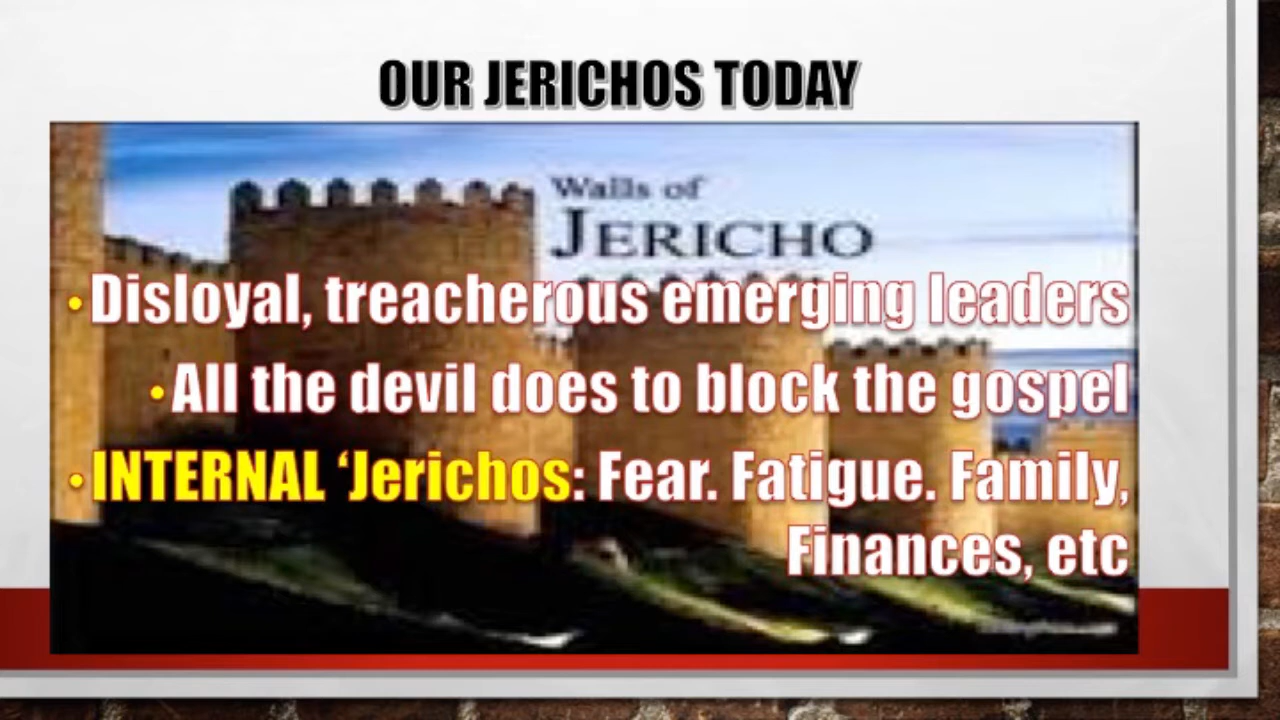 OUR JERICHOS TODAY
Walls of
JERICHO
• Disloyal, treacherous emerging leaders
• All the devil does to block the gospel
• INTERNAL ‘Jerichos: Fear. Fatigue. Family,
Finances, etc